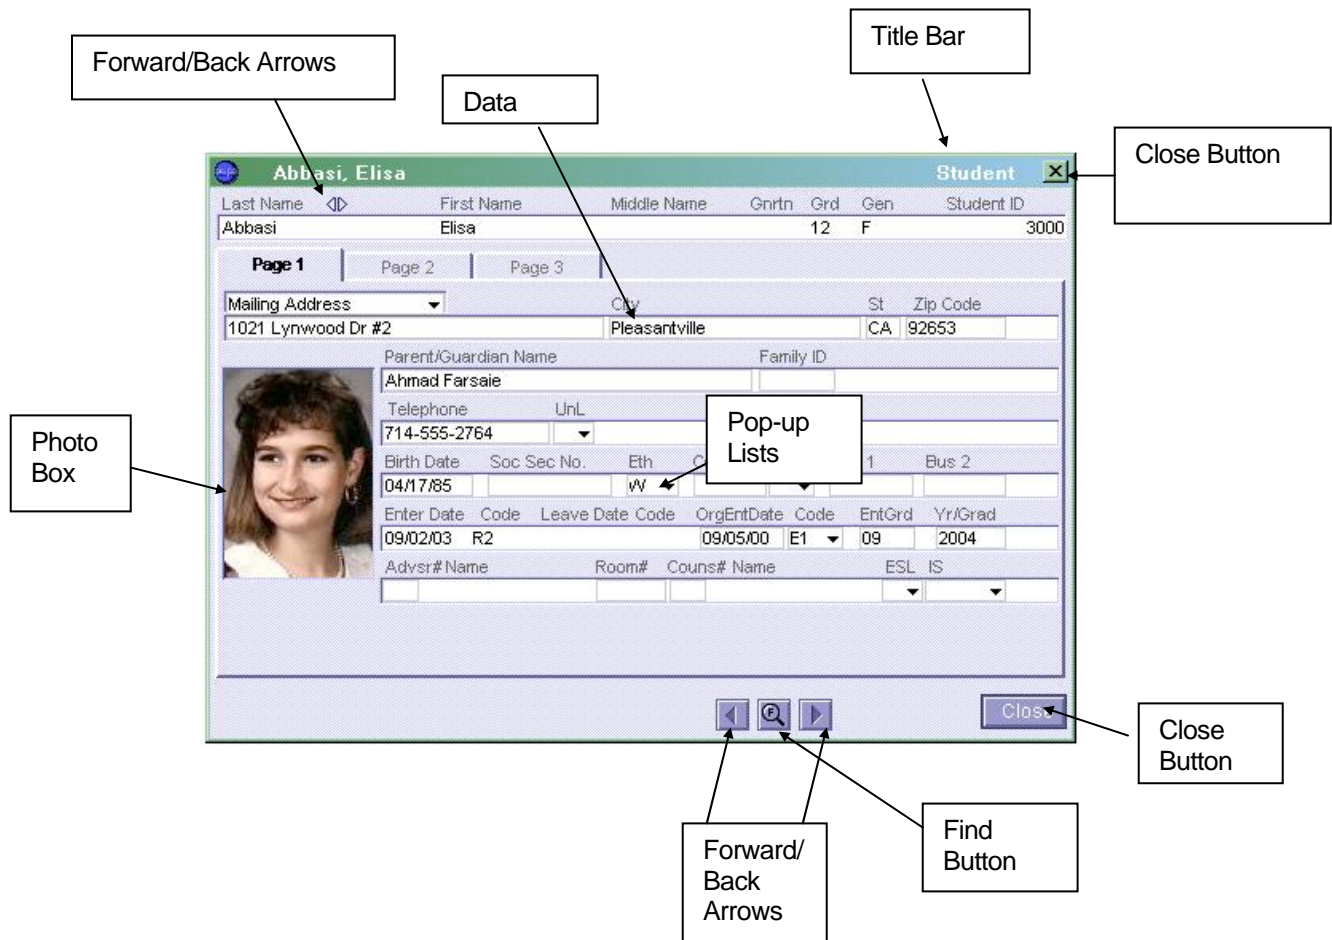 Title Bar
Forward/Back Arrows
Data
Close Button
Abbasi, Elisa Student
Last Name First Name Middle Name Gnrtn Grd Gen Student ID
Abbasi Elisa 12 F 3000
Page 1 Page 2 Page 3
Mailing Address City St Zip Code
1021 Lynwood Dr #2 Pleasantville CA 92653
Parent/Guardian Name Family ID
Ahmad Farsaie
Telephone UnL
714-555-2764
Pop-up
Lists
Photo
Box
Birth Date Soc Sec No. Eth 1 Bus 2
04/17/85 W
Enter Date Code Leave Date Code OrgEntDate Code EntGrd Yr/Grad
09/02/03 R2 09/05/00 E1 09 2004
Advsr# Name Room# Couns# Name ESL IS
Close
Close
Button
Find
Button
Forward/
Back
Arrows